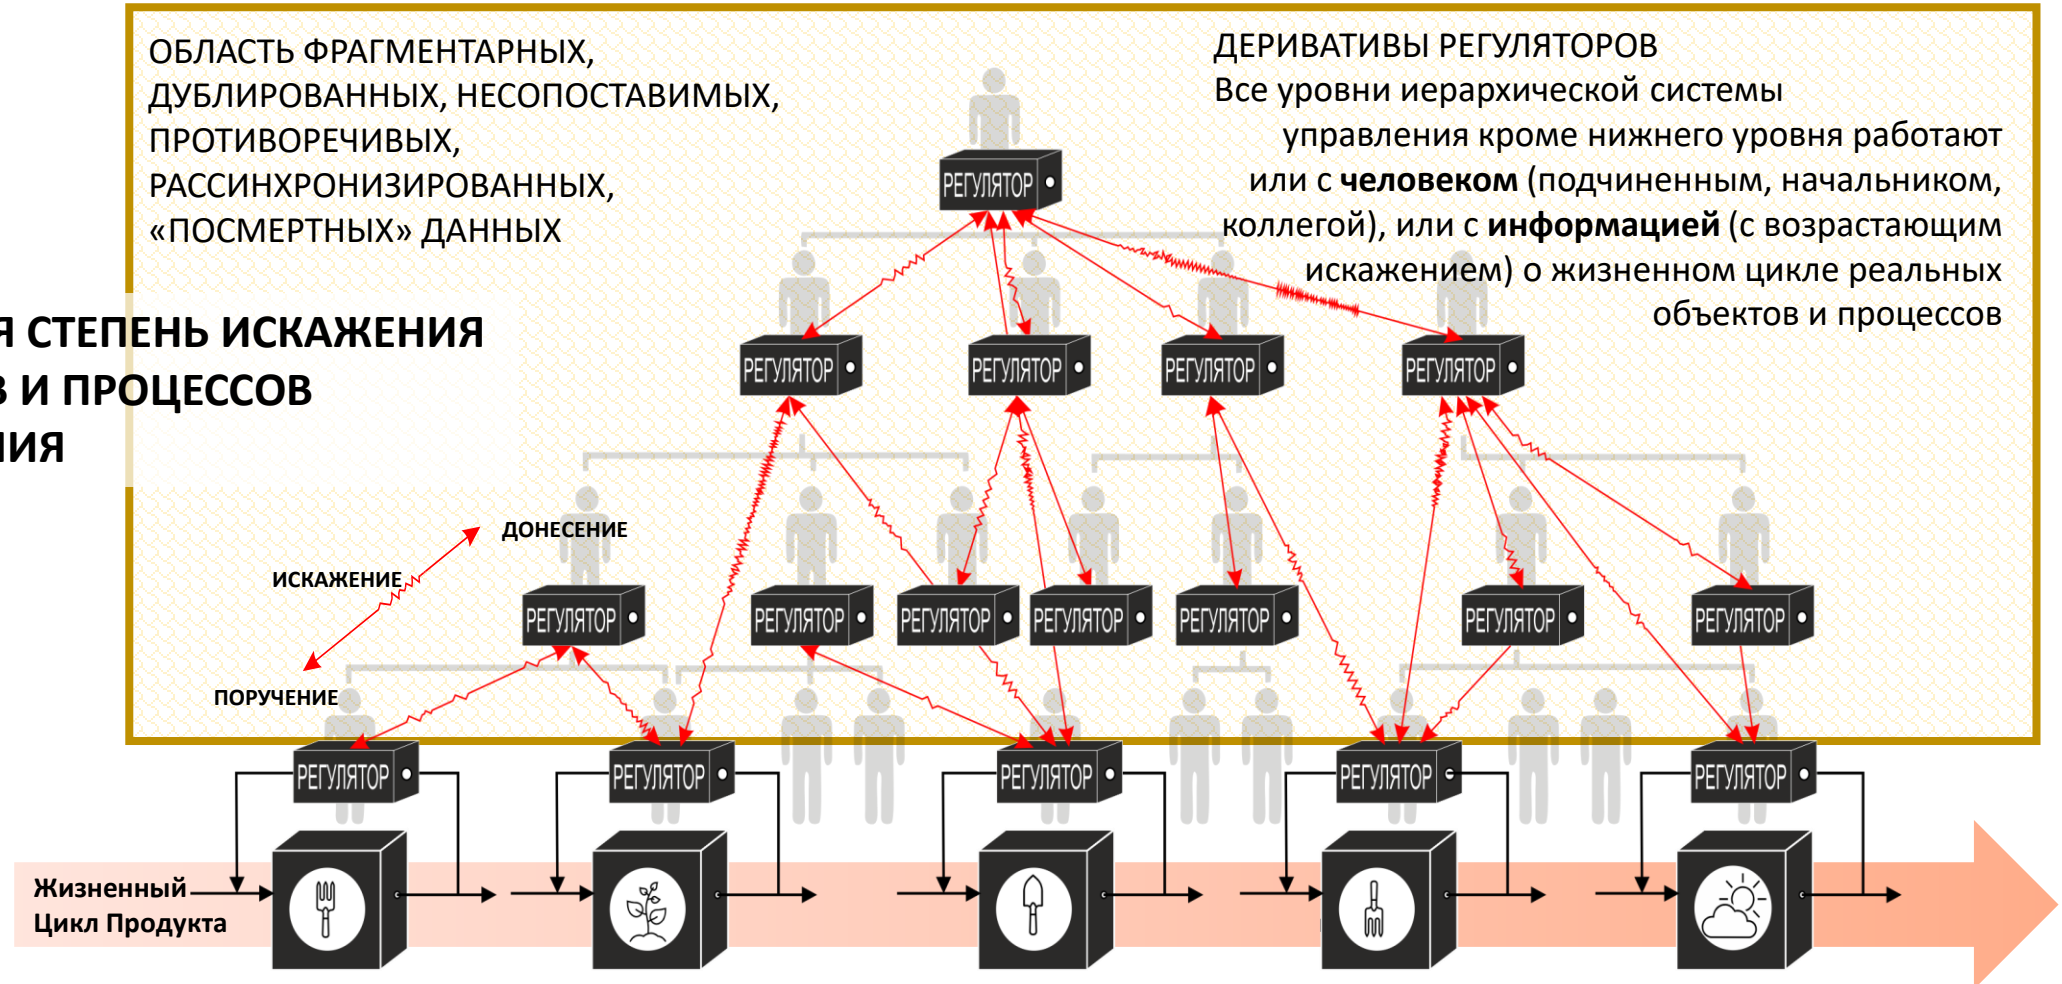 ОБЛАСТЬ ФРАГМЕНТАРНЫХ,
ДУБЛИРОВАННЫХ, НЕСОПОСТАВИМЫХ,
ПРОТИВОРЕЧИВЫХ,
РАССИНХРОНИЗИРОВАННЫХ,
«ПОСМЕРТНЫХ» ДАННЫХ
ДЕРИВАТИВЫ РЕГУЛЯТОРОВ
Все уровни иерархической системы
управления кроме нижнего уровня работают
или с человеком (подчиненным, начальником,
коллегой), или с информацией (с возрастающим
искажением) о жизненном цикле реальных
объектов и процессов
РЕГУЛЯТОР
Я СТЕПЕНЬ ИСКАЖЕНИЯ
В И ПРОЦЕССОВ
НИЯ
РЕГУЛЯТОР
РЕГУЛЯТОР
РЕГУЛЯТОР
РЕГУЛЯТОР
ДОНЕСЕНИЕ
ИСКАЖЕНИЕ
ПОРУЧЕНИЕ
РЕГУЛЯТОР
РЕГУЛЯТОР
РЕГУЛЯТОР
РЕГУЛЯТОР
РЕГУЛЯТОР
РЕГУЛЯТОР
РЕГУЛЯТОР
РЕГУЛЯТОР
РЕГУЛЯТОР
РЕГУЛЯТОР
РЕГУЛЯТОР
РЕГУЛЯТОР
Жизненный
Цикл Продукта